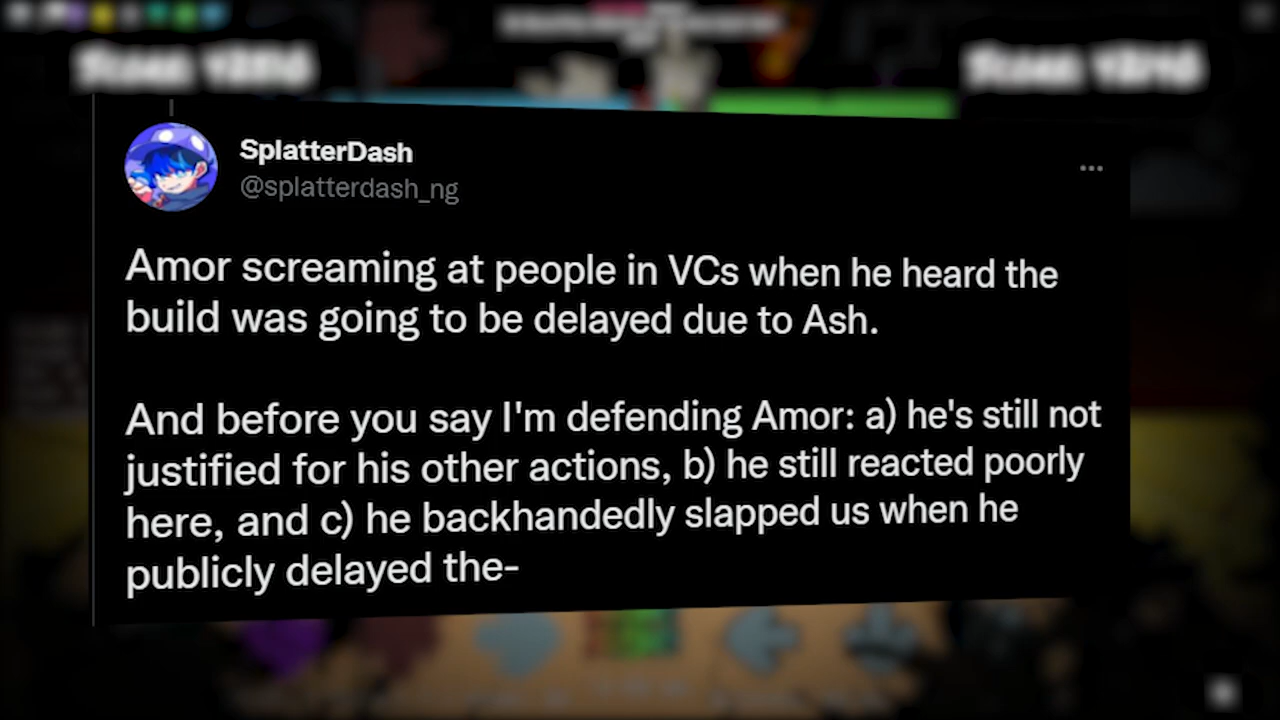 SplatterDash
@splatterdash_ng
Amor screaming at people in VCs when he heard the
build was going to be delayed due to Ash.
And before you say I'm defending Amor: a) he's still not
justified for his other actions, b) he still reacted poorly
here, and c) he backhandedly slapped us when he
publicly delayed the-